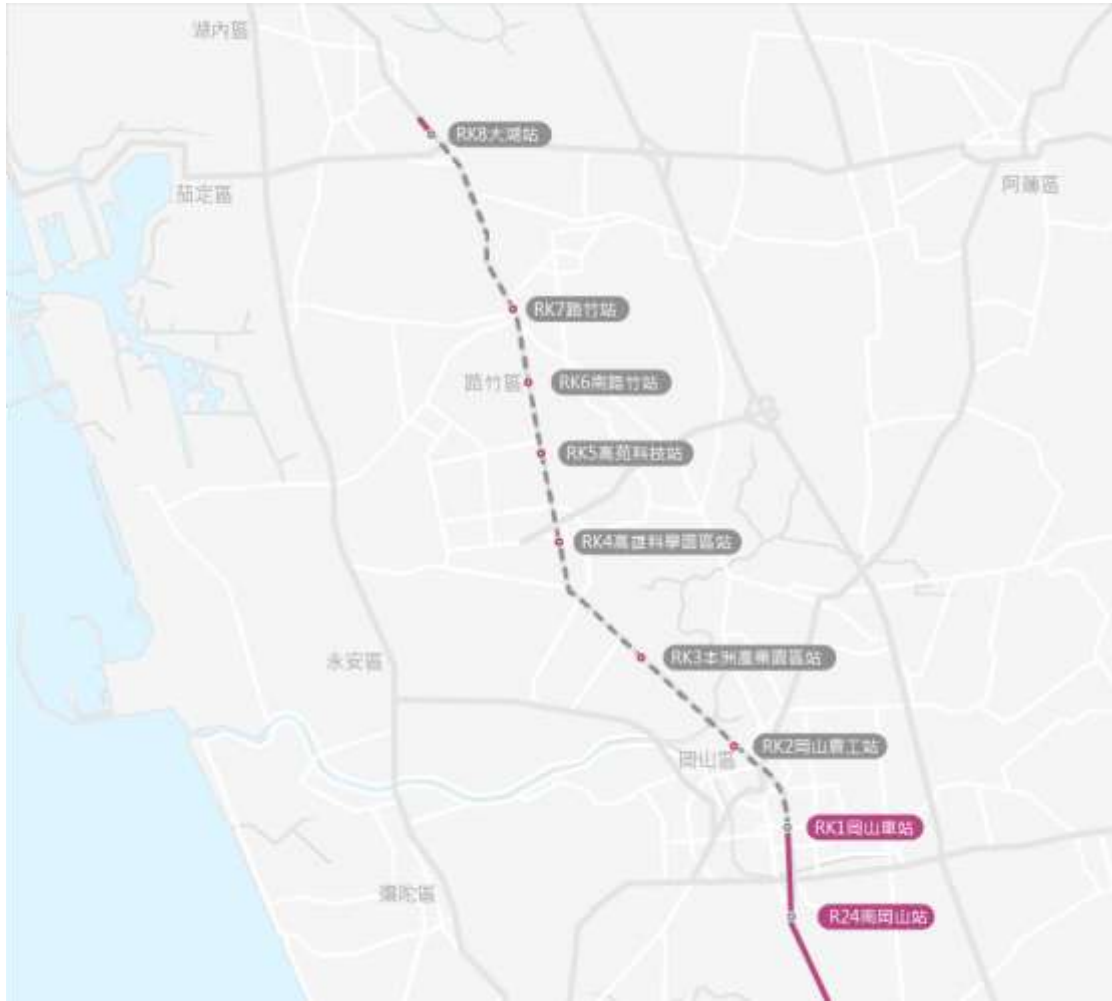 湖內區
RK8大湖站
茄定區
阿蓮區
RK7路竹站
路竹區
RK6南路竹站
RK5高苑科技站
RK4高雄科學園區站
永安區
RK3本洲產業園區站
RK2岡山農工站
岡山區
RK1岡山車站
彌陀區
R24南岡山站